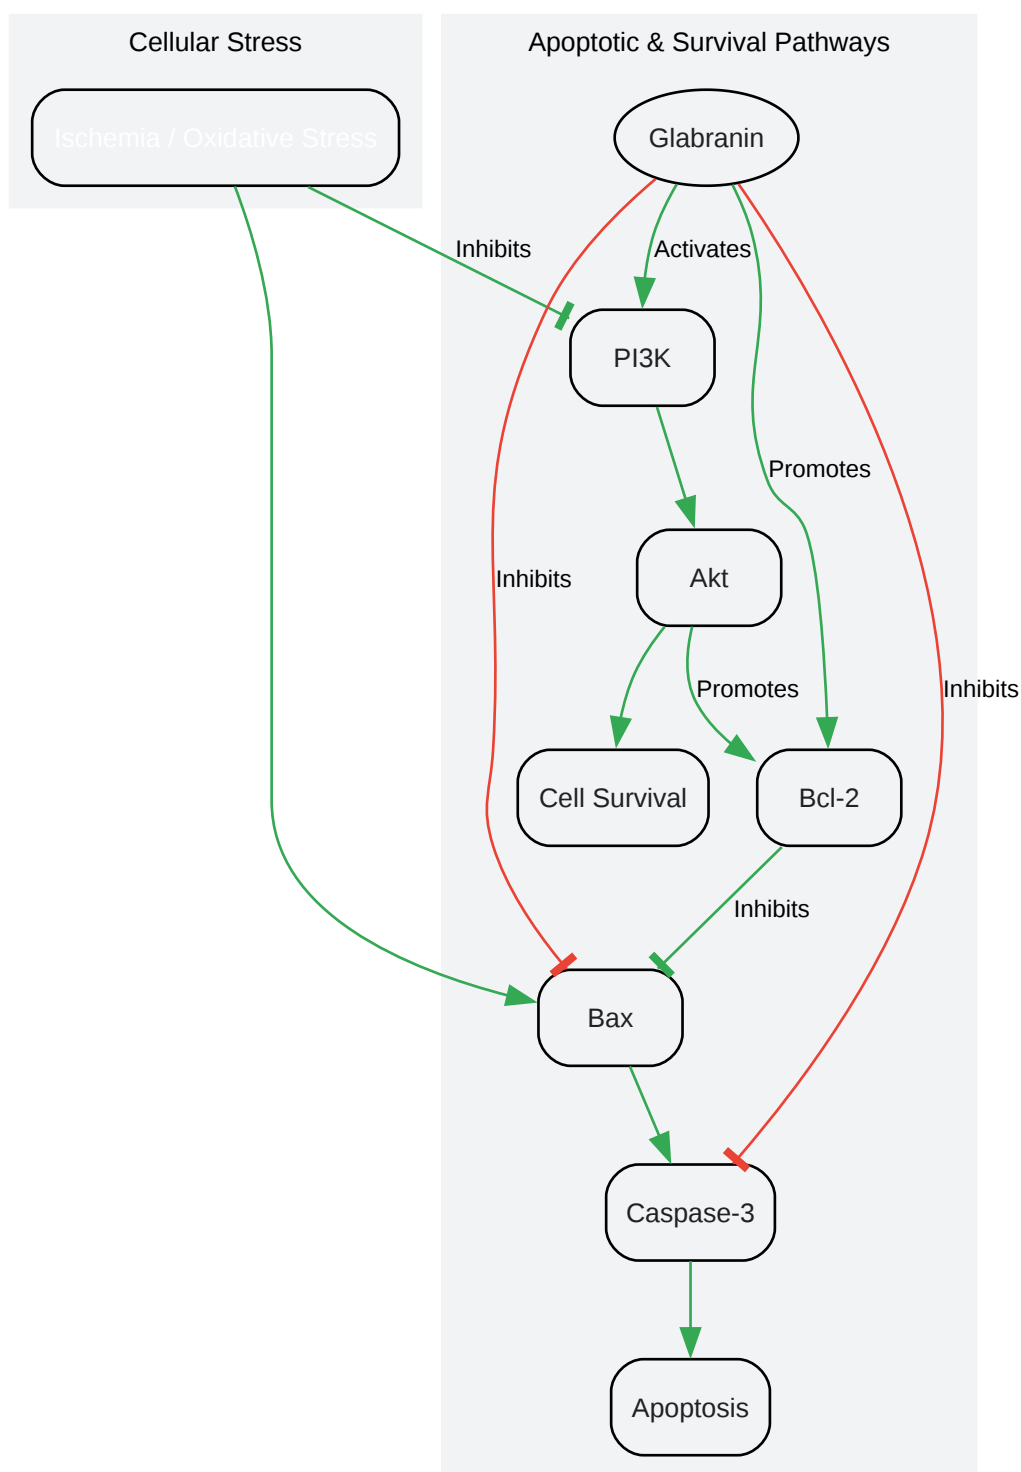 Cellular Stress
Apoptotic & Survival Pathways
Ischemia / Oxidative Stress
Glabranin
Inhibits
Activates
PI3K
Promotes
Inhibits
Akt
Promotes
Inhibits
Cell Survival
Bcl-2
Inhibits
Bax
Caspase-3
Apoptosis